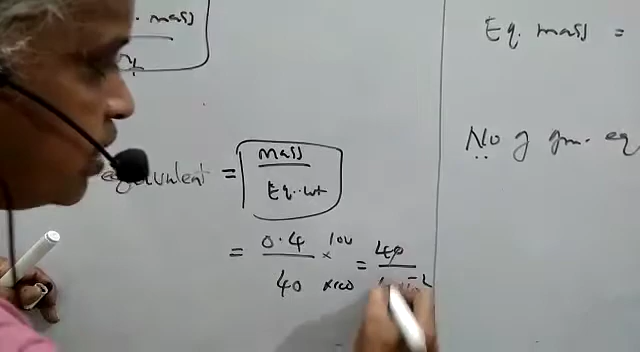 mass
Eq. mass =
No of gm. eq
equivalent = mass
Eq. wt
= 0.4 × 100
40 ×100
= 40